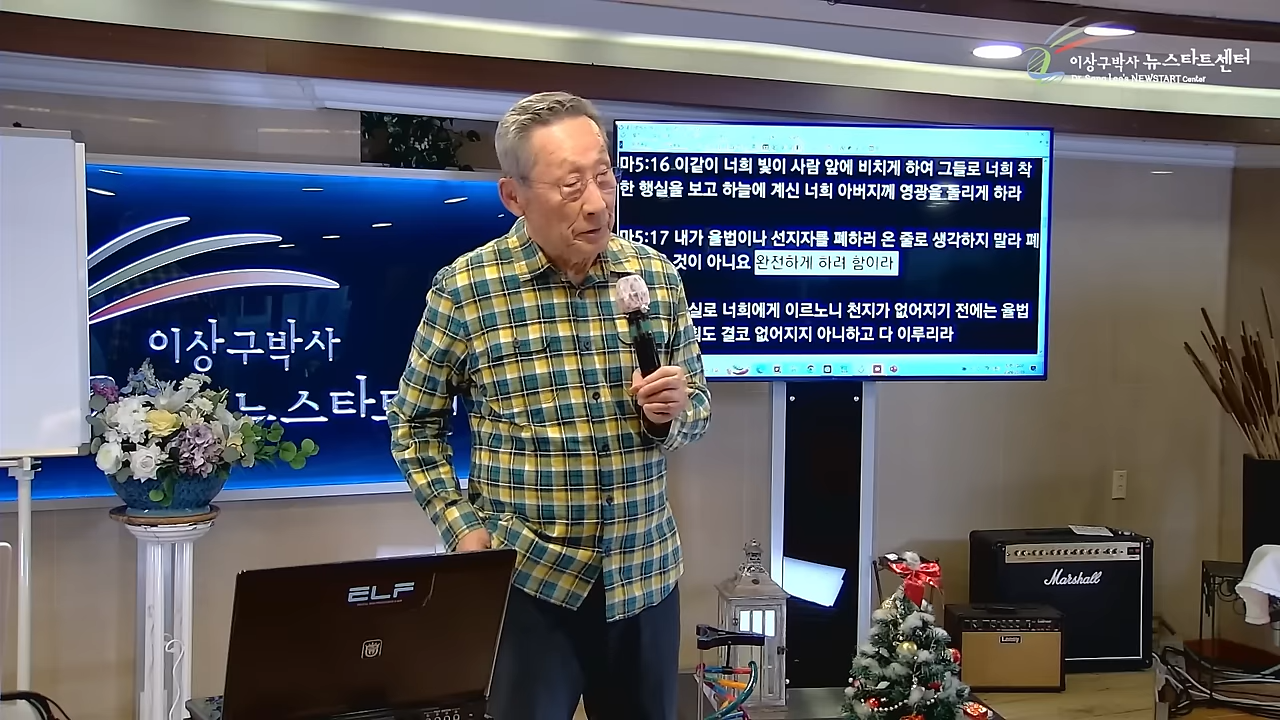 이상구박사 뉴스타트센터
Dr. Sang Lee's NEWSTART Center
마5:16 이같이 너희 빛이 사람 앞에 비치게 하여 그들로 너희 착
한 행실을 보고 하늘에 계신 너희 아버지께 영광을 돌리게 하라
마5:17 내가 율법이나 선지자를 폐하러 온 줄로 생각하지 말라 폐
것이 아니요 완전하게 하려 함이라
실로 너희에게 이르노니 천지가 없어지기 전에는 율법
획도 결코 없어지지 아니하고 다 이루리라
이상구박사
뉴스타트
ELF
Marshall
Laney